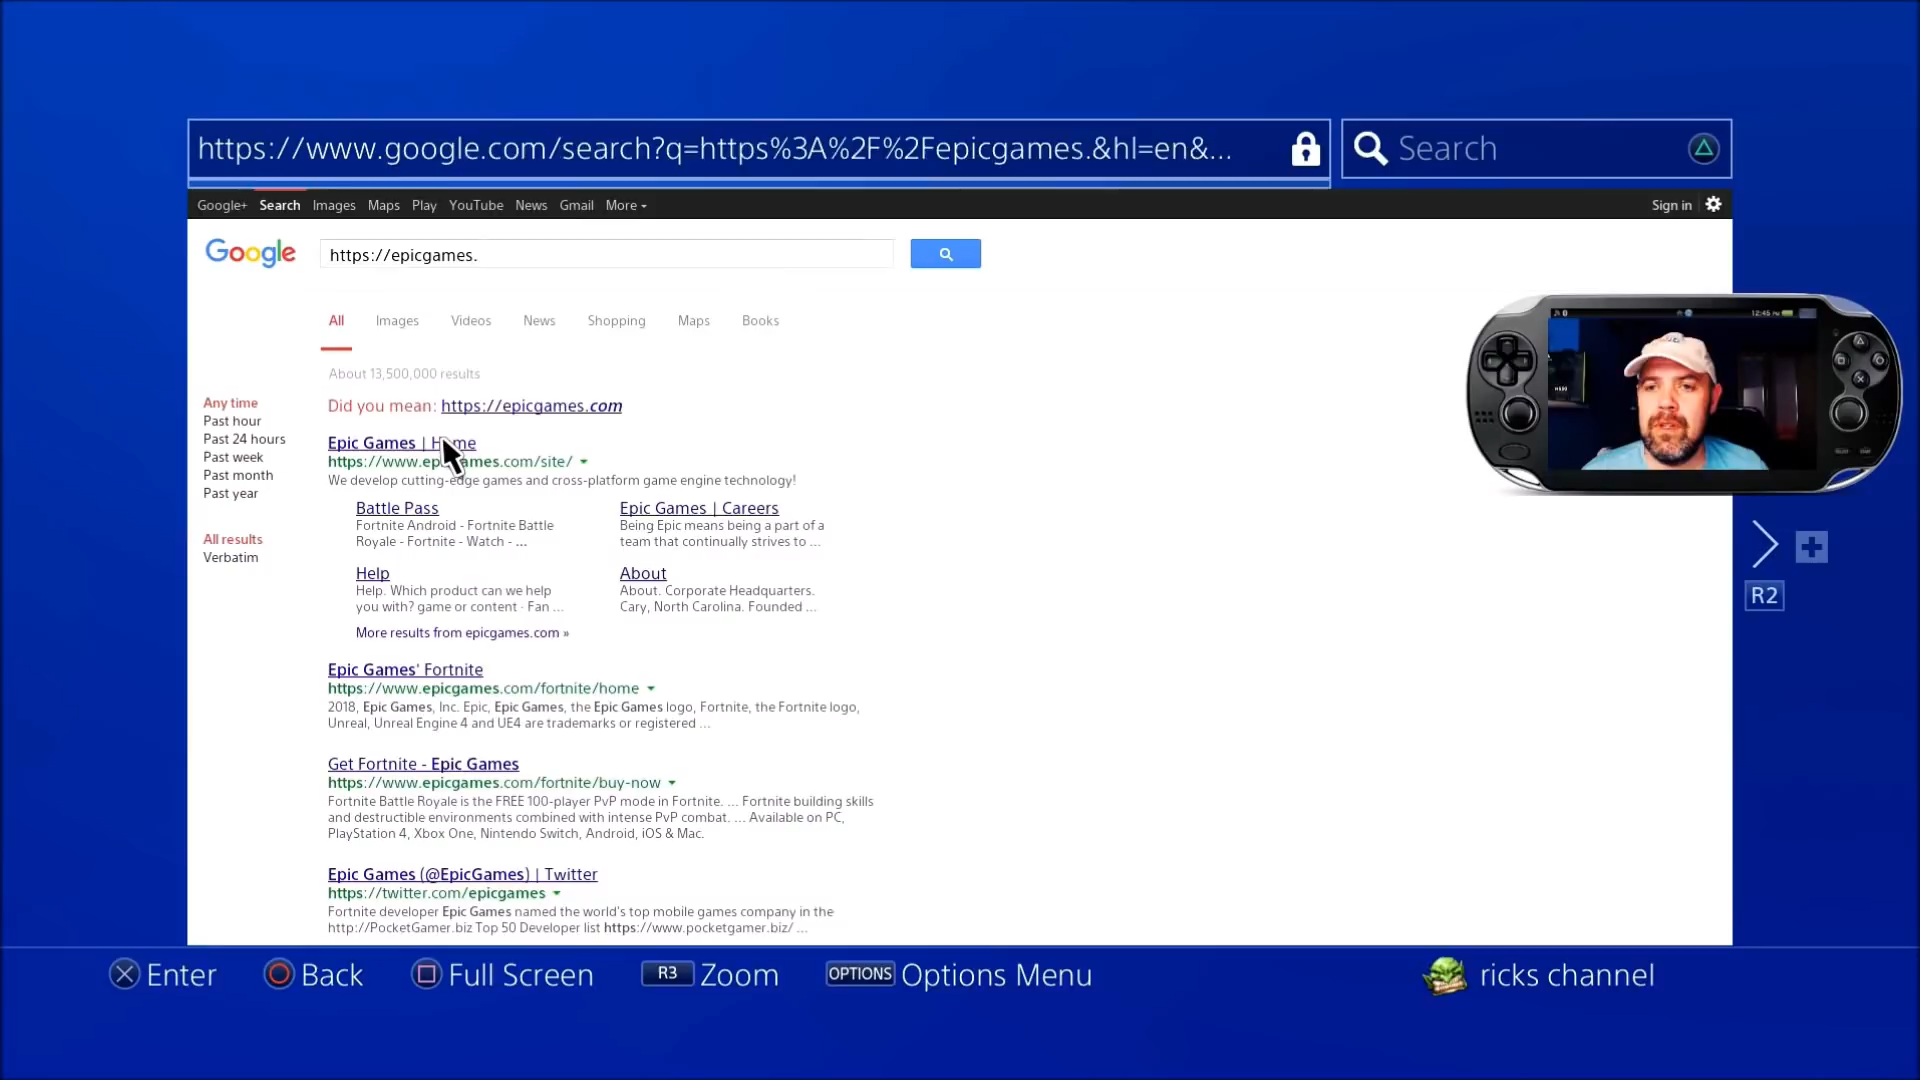 https://www.google.com/search?q=https%3A%2F%2Fepicgames.&hl=en&...
Search
Google+ Search Images Maps Play YouTube News Gmail More
Sign in
Google
https://epicgames.
All Images Videos News Shopping Maps Books
About 13,500,000 results
Any time
Past hour
Past 24 hours
Past week
Past month
Past year
All results
Verbatim
Did you mean: https://epicgames.com
Epic Games | Home
https://www.epicgames.com/site/
We develop cutting-edge games and cross-platform game engine technology!
Battle Pass
Fortnite Android - Fortnite Battle
Royale - Fortnite - Watch - ...
Epic Games | Careers
Being Epic means being a part of a
team that continually strives to ...
Help
Help. Which product can we help
you with? game or content · Fan ...
About
About. Corporate Headquarters.
Cary, North Carolina. Founded ...
More results from epicgames.com »
Epic Games' Fortnite
https://www.epicgames.com/fortnite/home
2018, Epic Games, Inc. Epic, Epic Games, the Epic Games logo, Fortnite, the Fortnite logo,
Unreal, Unreal Engine 4 and UE4 are trademarks or registered ...
Get Fortnite - Epic Games
https://www.epicgames.com/fortnite/buy-now
Fortnite Battle Royale is the FREE 100-player PvP mode in Fortnite. ... Fortnite building skills
and destructible environments combined with intense PvP combat. ... Available on PC,
PlayStation 4, Xbox One, Nintendo Switch, Android, iOS & Mac.
Epic Games (@EpicGames) | Twitter
https://twitter.com/epicgames
Fortnite developer Epic Games named the world's top mobile games company in the
http://PocketGamer.biz Top 50 Developer list https://www.pocketgamer.biz/ ...
12:45 PM
R2
Enter Back Full Screen R3 Zoom OPTIONS Options Menu
ricks channel